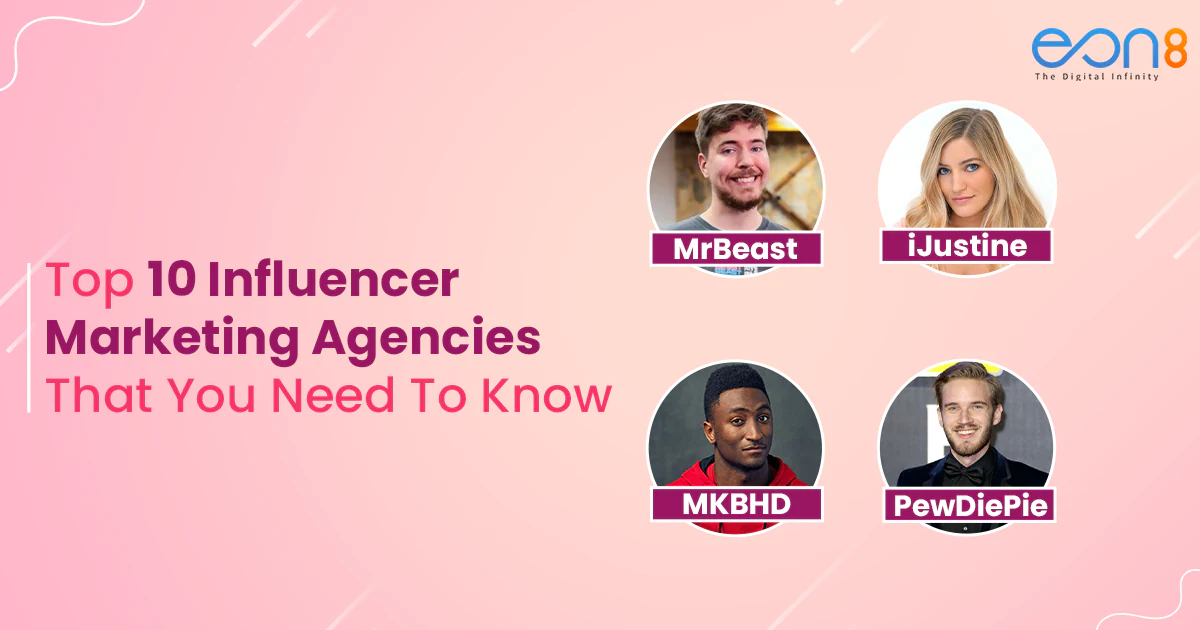 eon8
The Digital Infinity
Top 10 Influencer
Marketing Agencies
That You Need To Know
MrBeast
iJustine
MKBHD
PewDiePie